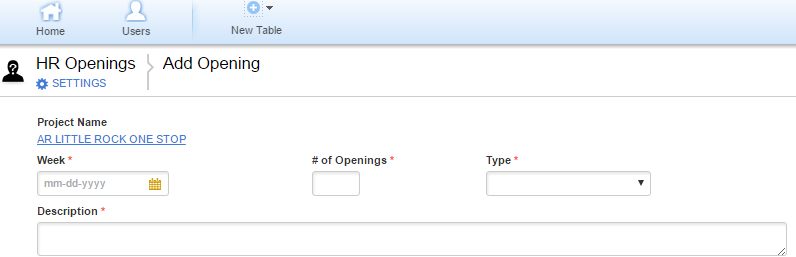 Home Users New Table
HR Openings Add Opening
SETTINGS
Project Name
AR LITTLE ROCK ONE STOP
Week * # of Openings * Type *
mm-dd-yyyy
Description *